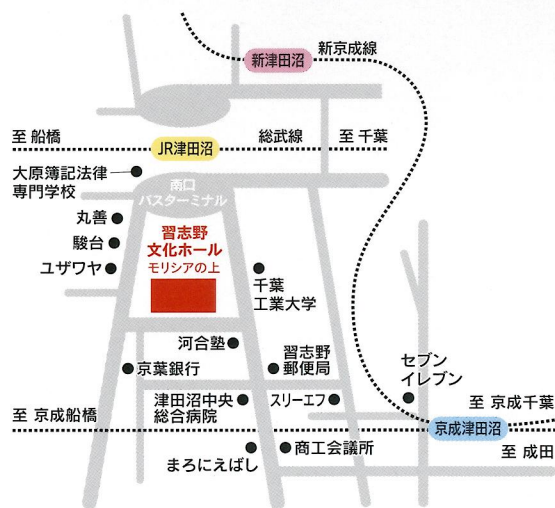 新津田沼
新京成線
至 船橋
JR津田沼
総武線
至 千葉
大原簿記法律
専門学校
南口
バスターミナル
丸善
駿台
ユザワヤ
習志野
文化ホール
モリシアの上
千葉
工業大学
河合塾
京葉銀行
習志野
郵便局
セブン
イレブン
津田沼中央
総合病院
スリーエフ
至 京成千葉
至 京成船橋
京成津田沼
至 成田
まろにえばし
商工会議所